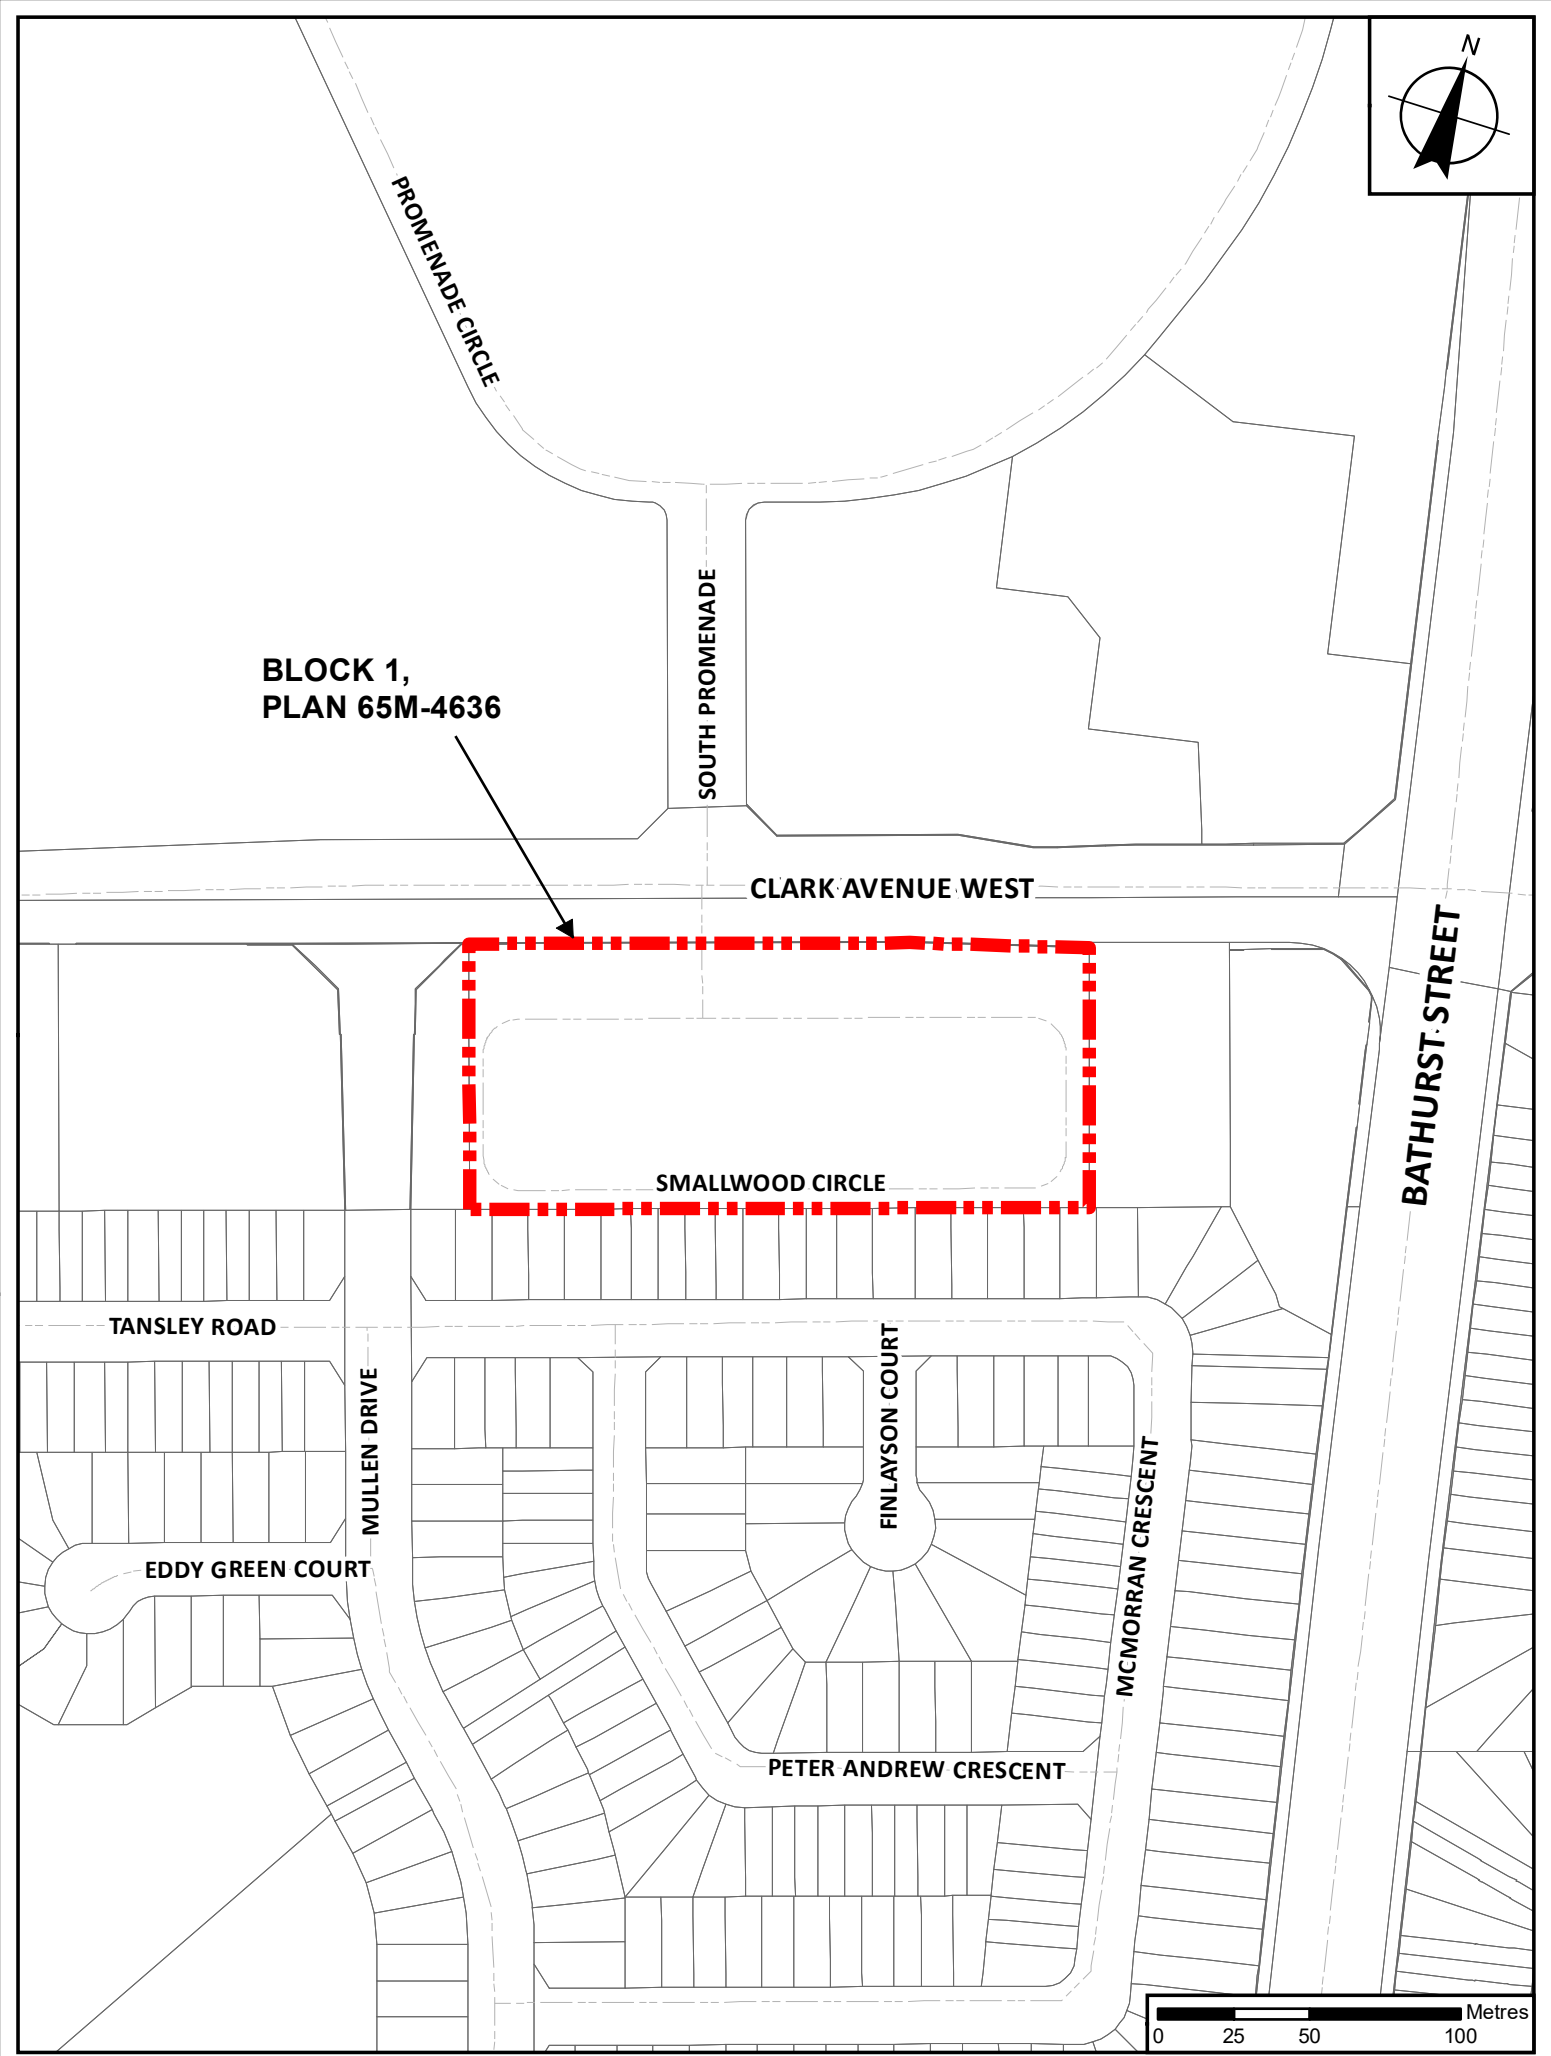 N
PROMENADE CIRCLE
SOUTH PROMENADE
BLOCK 1,
PLAN 65M-4636
CLARK AVENUE WEST
BATHURST STREET
SMALLWOOD CIRCLE
TANSLEY ROAD
MULLEN DRIVE
FINLAYSON COURT
MCMORRAN CRESCENT
EDDY GREEN COURT
PETER ANDREW CRESCENT
Metres
0 25 50 100